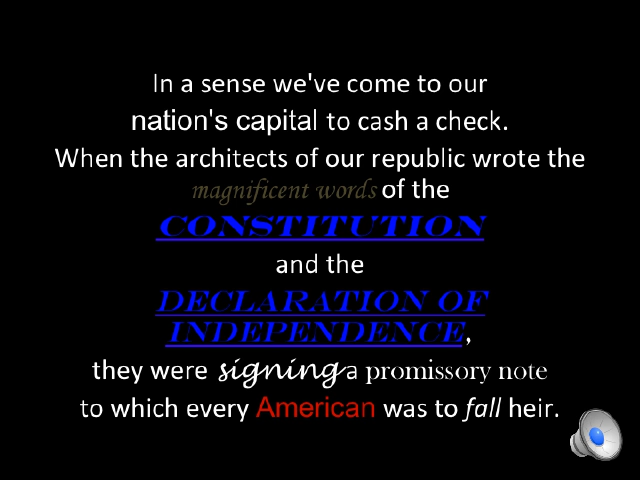 In a sense we've come to our
nation's capital to cash a check.
When the architects of our republic wrote the
magnificent words of the
CONSTITUTION
and the
DECLARATION OF
INDEPENDENCE,
they were signing a promissory note
to which every American was to fall heir.